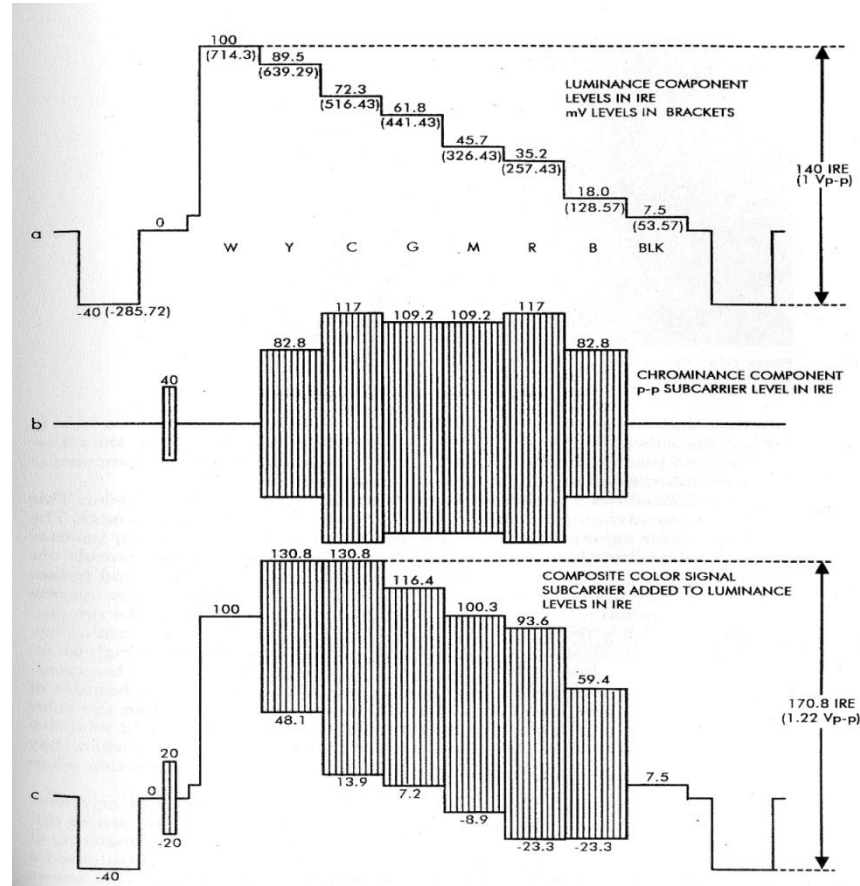 100
(714.3)
89.5
(639.29)
72.3
(516.43)
61.8
(441.43)
45.7
(326.43)
35.2
(257.43)
18.0
(128.57)
7.5
(53.57)
LUMINANCE COMPONENT
LEVELS IN IRE
mV LEVELS IN BRACKETS
140 IRE
(1 Vp-p)
0
a
-40 (-285.72)
W Y C G M R B BLK
40
82.8
117
109.2
109.2
117
82.8
CHROMINANCE COMPONENT
p-p SUBCARRIER LEVEL IN IRE
b
130.8
130.8
116.4
100
100.3
93.6
59.4
COMPOSITE COLOR SIGNAL
SUBCARRIER ADDED TO LUMINANCE
LEVELS IN IRE
170.8 IRE
(1.22 Vp-p)
48.1
20
0
c
-20
13.9
7.2
-8.9
-23.3
-23.3
7.5
-40